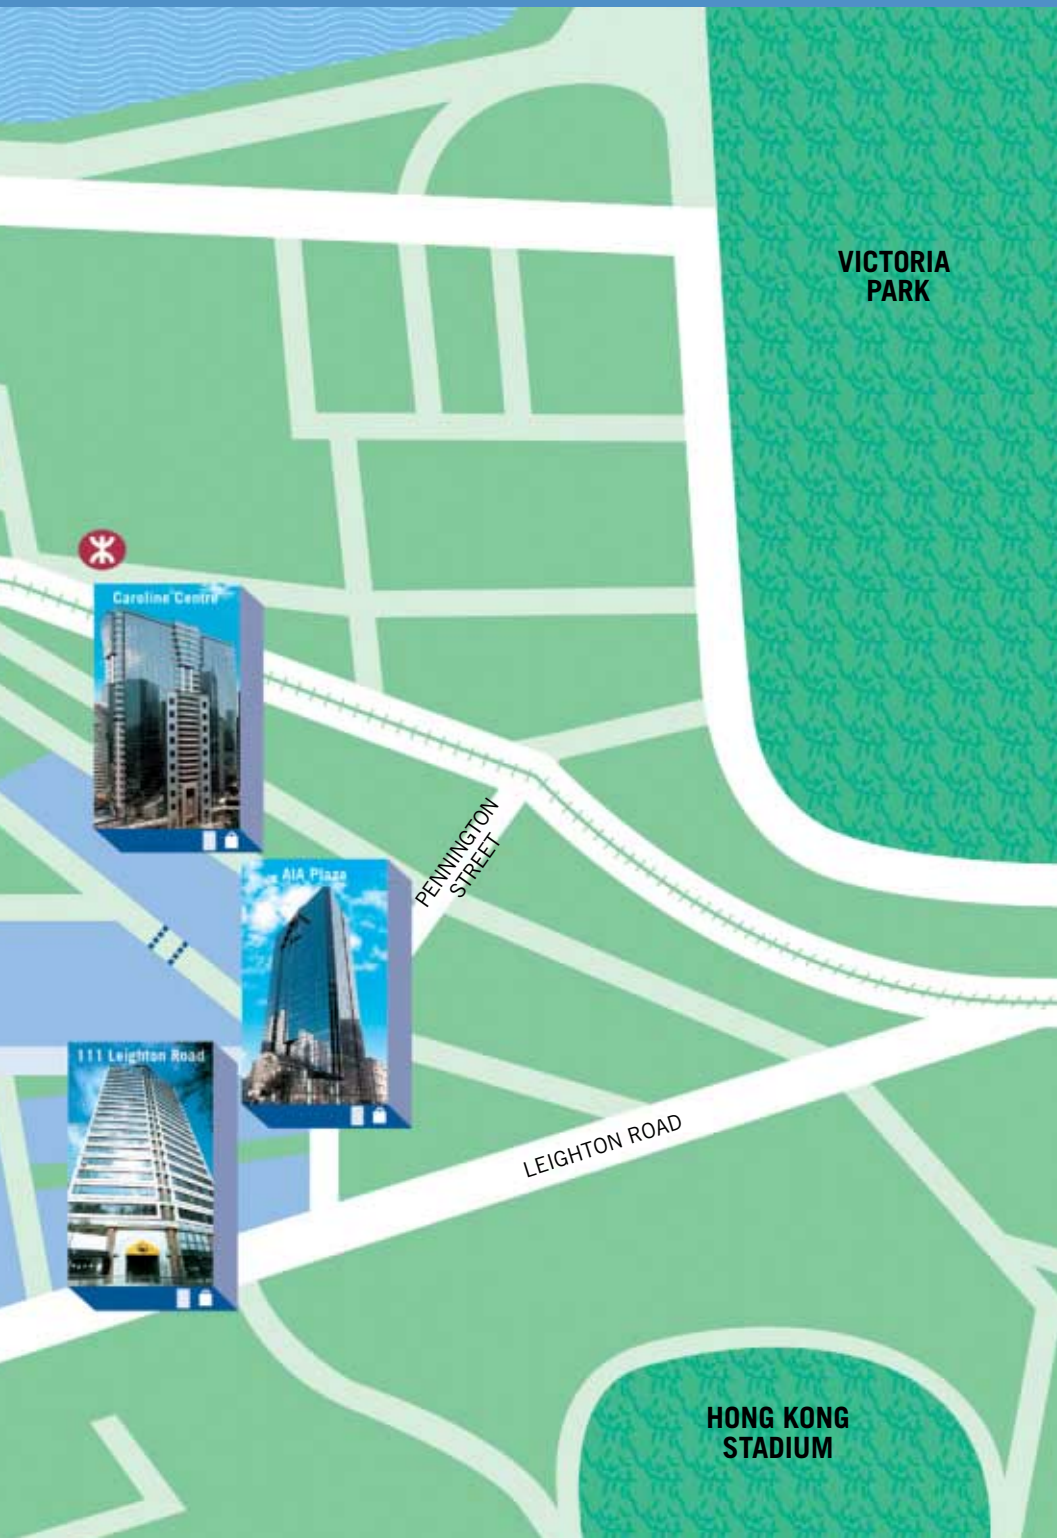 VICTORIA
PARK
Caroline Centre
AIA Plaza
PENNINGTON
STREET
111 Leighton Road
LEIGHTON ROAD
HONG KONG
STADIUM